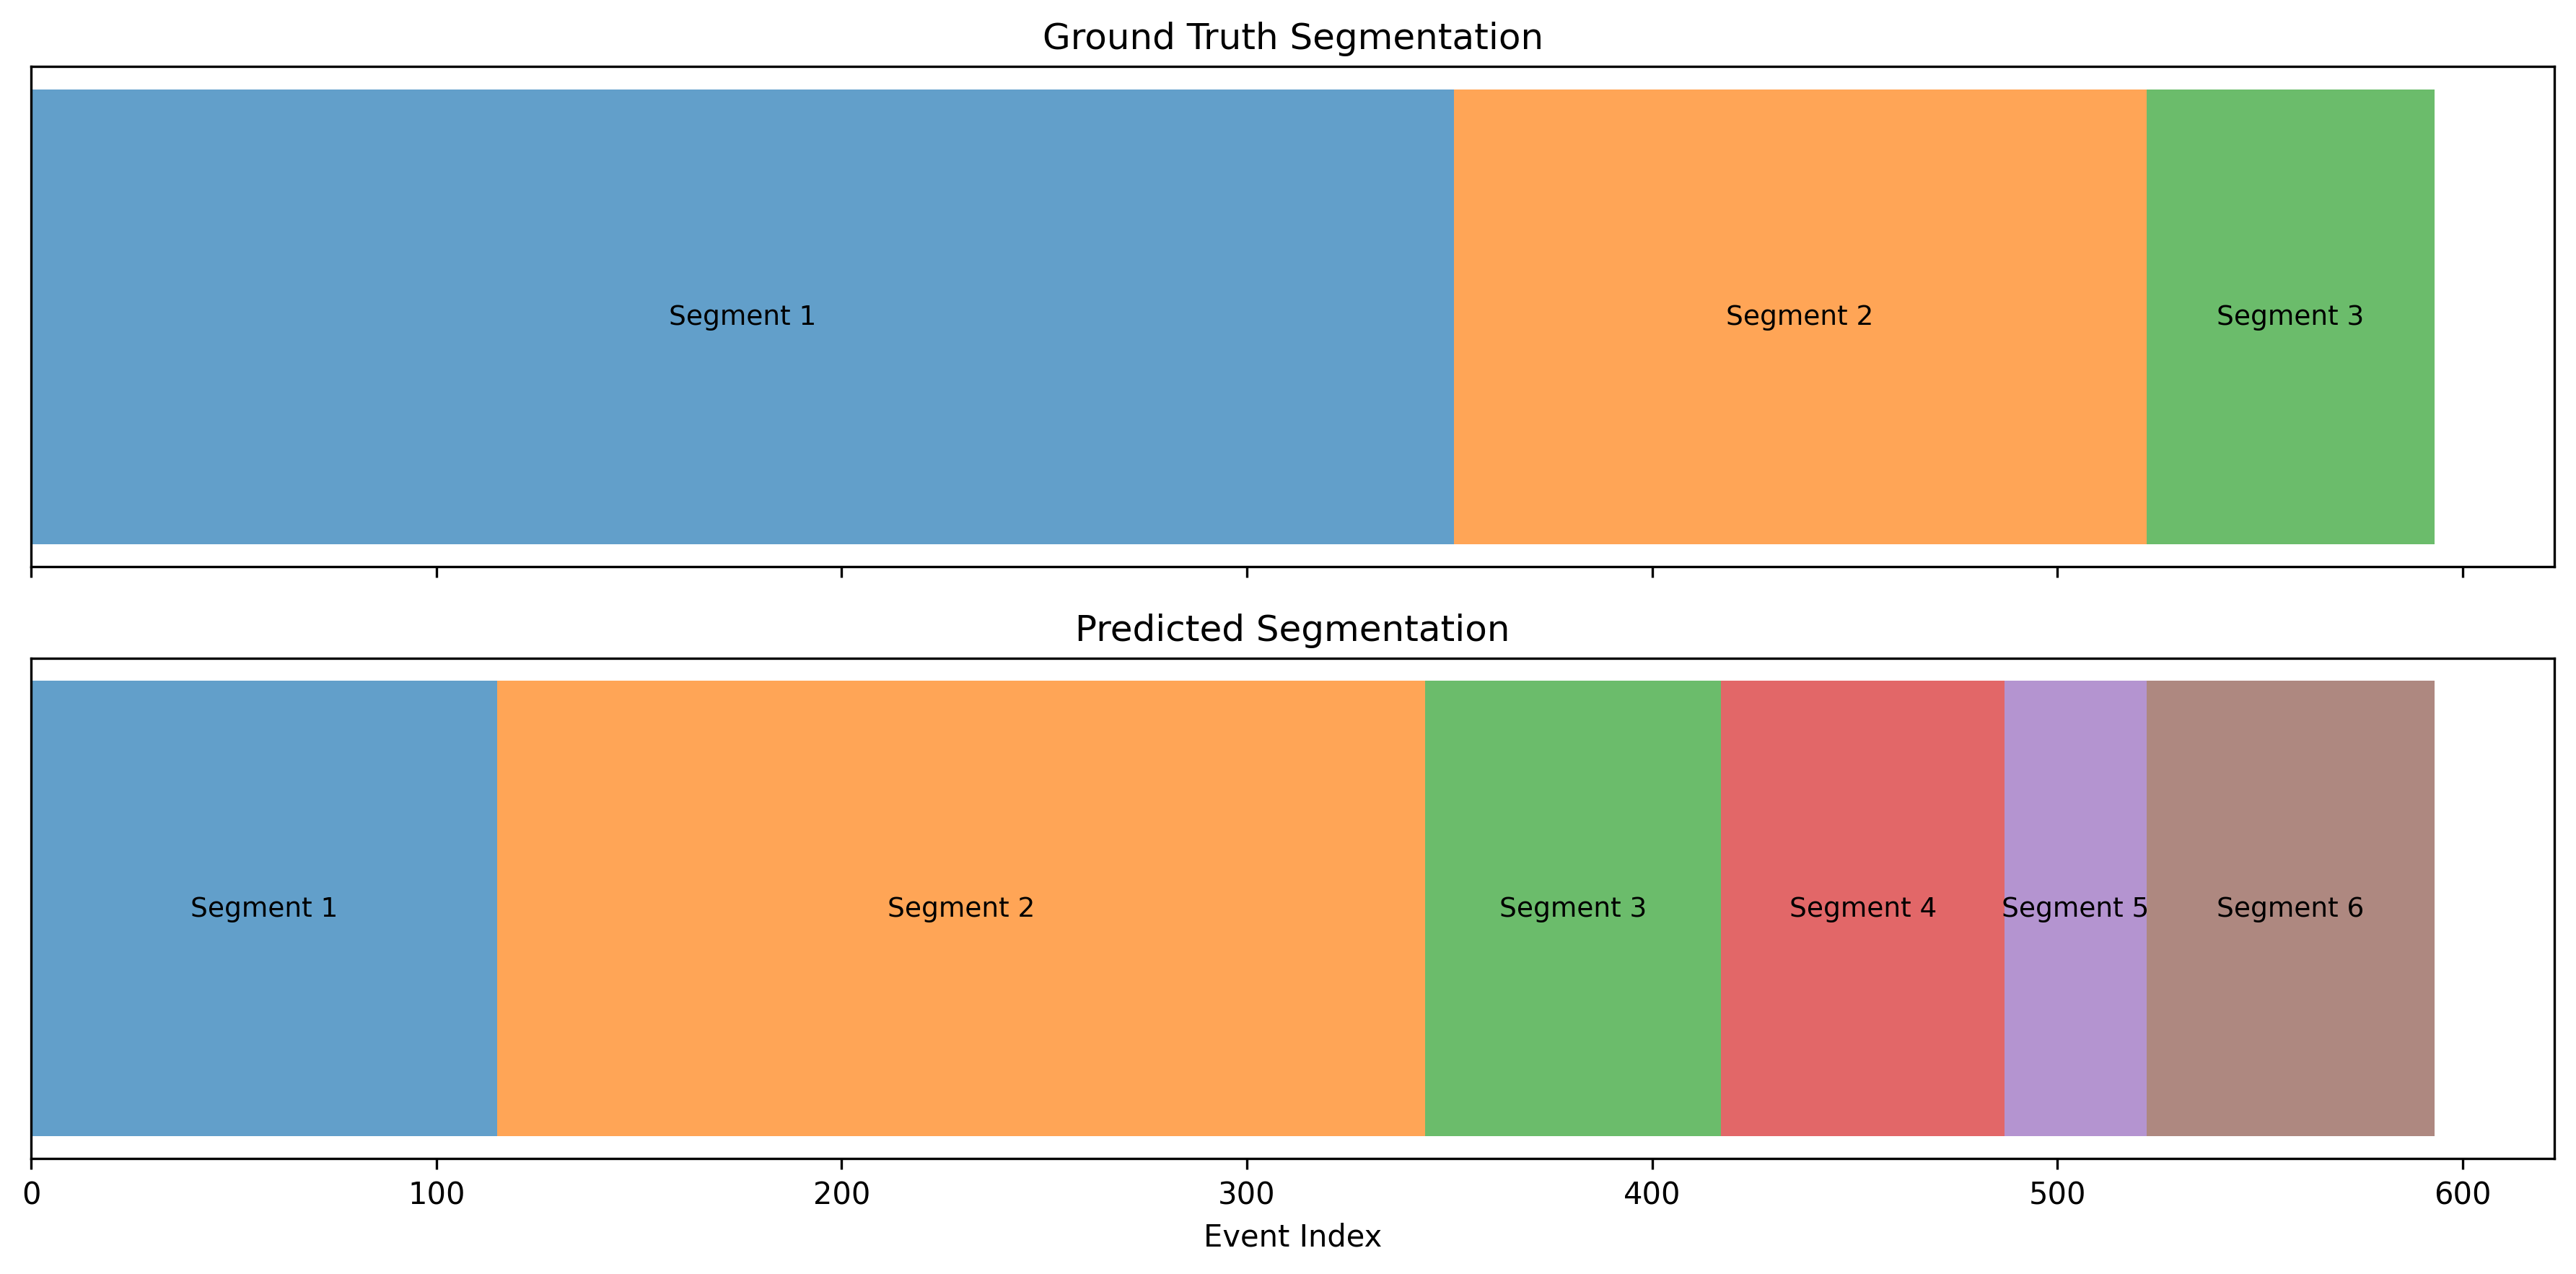 Ground Truth Segmentation
Segment 1 Segment 2 Segment 3
Predicted Segmentation
Segment 1 Segment 2 Segment 3 Segment 4 Segment 5 Segment 6
0 100 200 300 400 500 600
Event Index